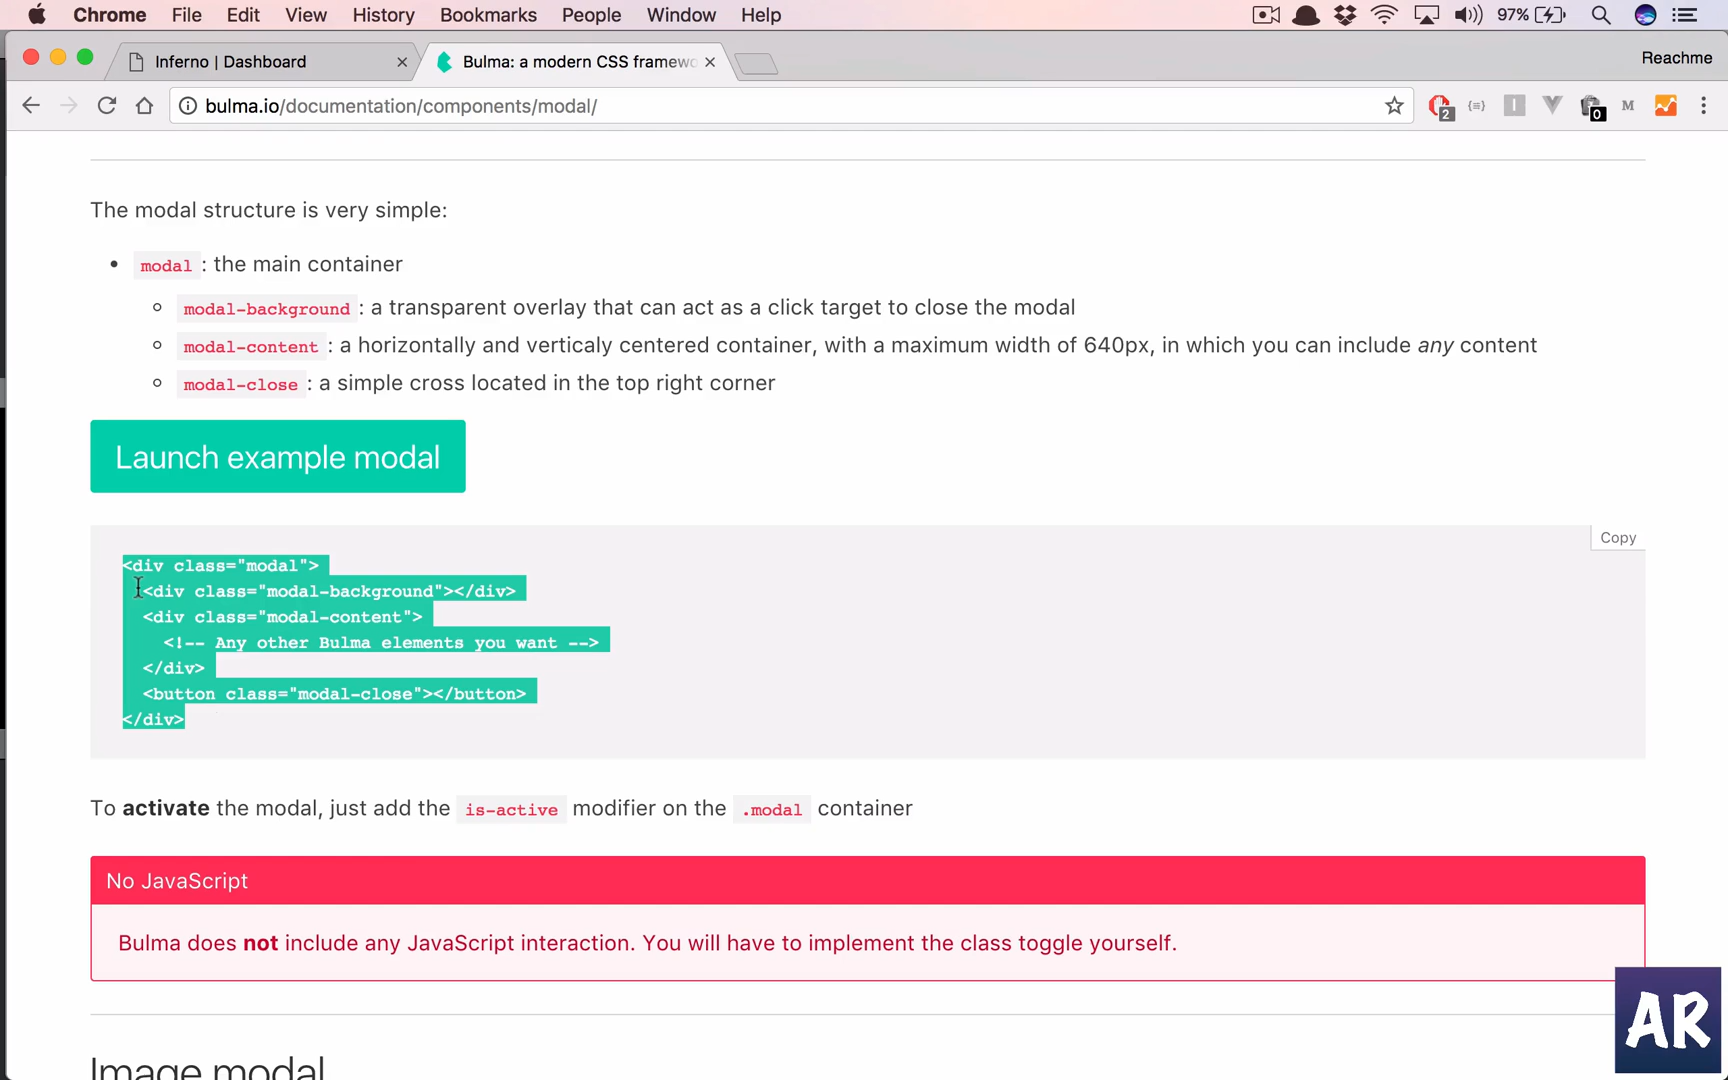 Chrome File Edit View History Bookmarks People Window Help 97%
Inferno | Dashboard Bulma: a modern CSS framewo Reachme
bulma.io/documentation/components/modal/ 2 0 M
The modal structure is very simple:
• modal : the main container
modal-background : a transparent overlay that can act as a click target to close the modal
modal-content : a horizontally and verticaly centered container, with a maximum width of 640px, in which you can include any content
modal-close : a simple cross located in the top right corner
Launch example modal
Copy
<div class="modal">
<div class="modal-background"></div>
<div class="modal-content">
<!-- Any other Bulma elements you want -->
</div>
<button class="modal-close"></button>
</div>
To activate the modal, just add the is-active modifier on the .modal container
No JavaScript
Bulma does not include any JavaScript interaction. You will have to implement the class toggle yourself.
AR
Image modal